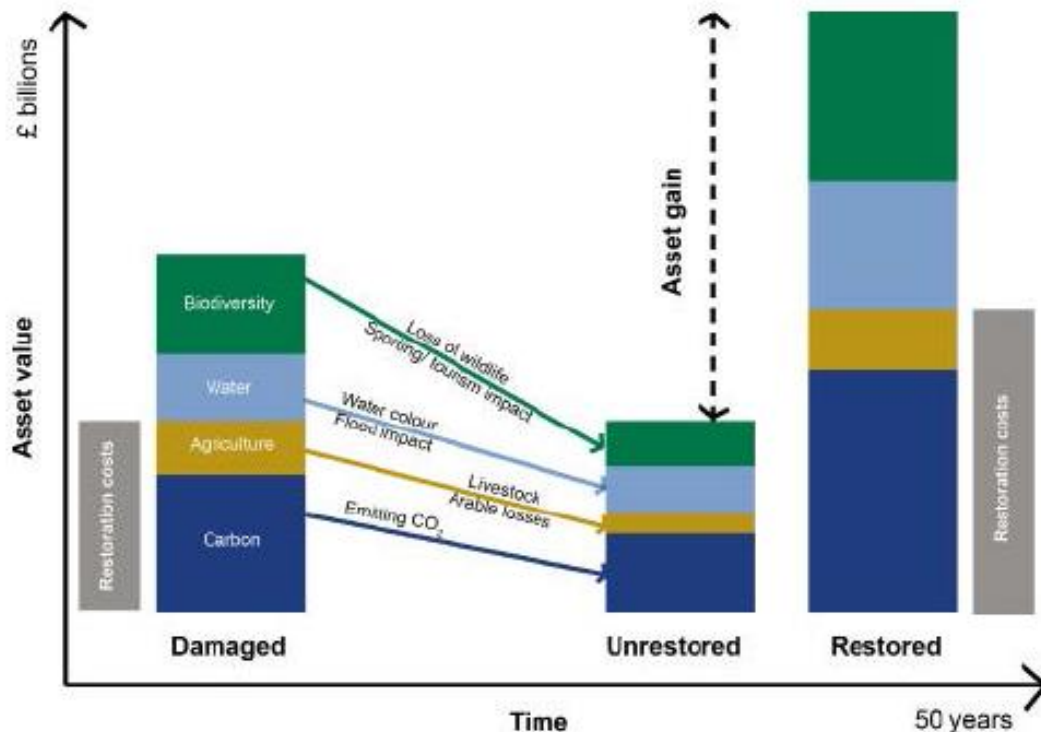 £ billions
Asset value
Restoration costs
Biodiversity
Water
Agriculture
Carbon
Loss of wildlife
Sporting/ tourism impact
Water colour
Flood impact
Livestock
Arable losses
Emitting CO₂
Asset gain
Restoration costs
Damaged
Unrestored
Restored
Time
50 years